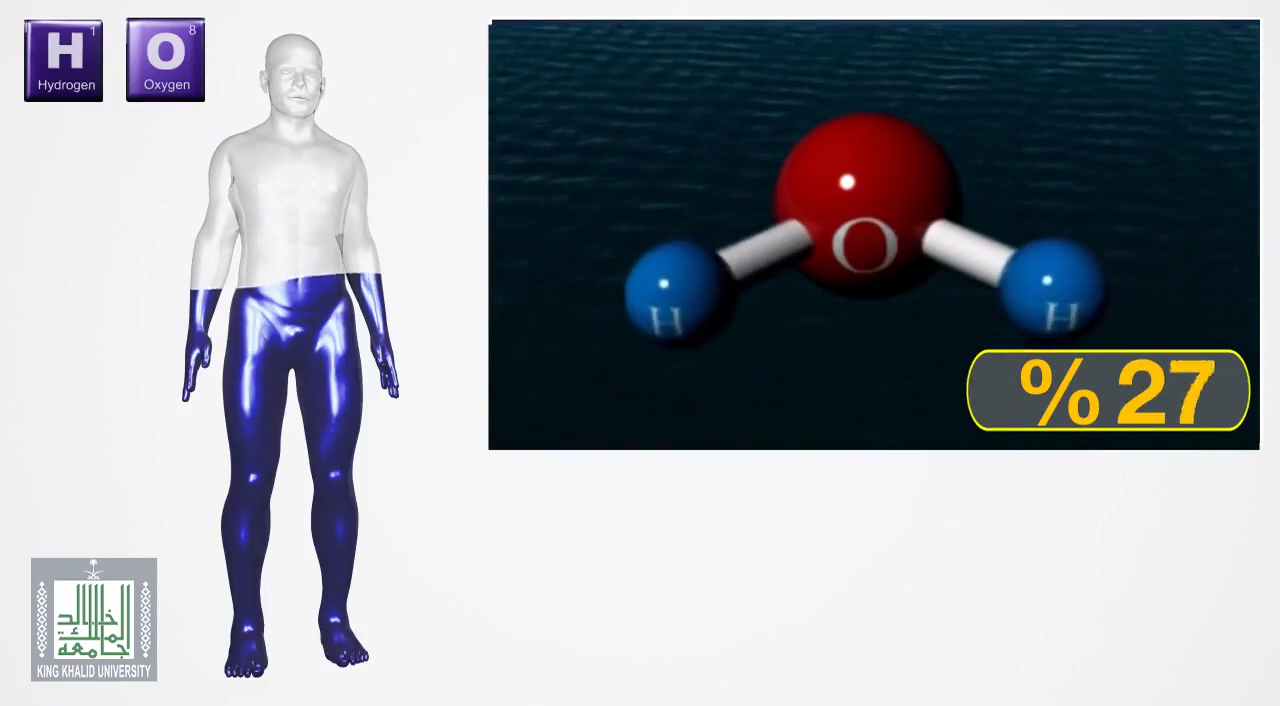 1
H
Hydrogen
8
O
Oxygen
O
H
H
% 27
جامعة الملك خالد
KING KHALID UNIVERSITY